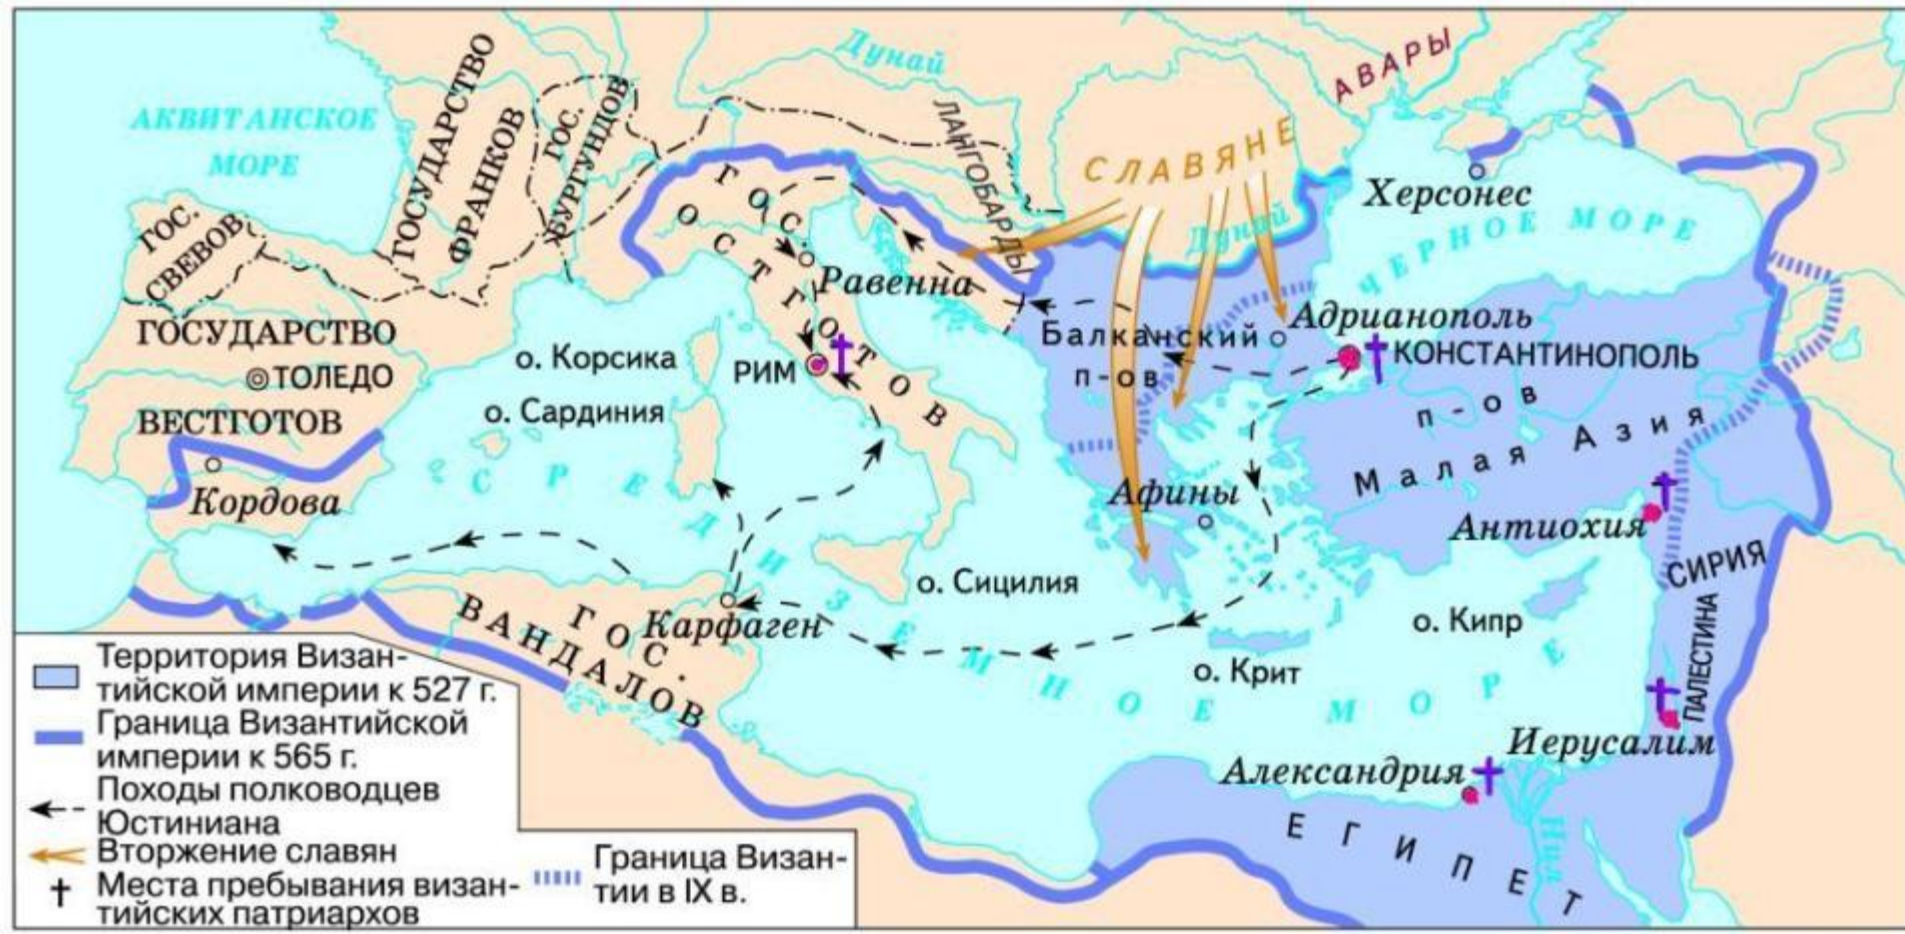 АКВИТАНСКОЕ
МОРЕ
ГОСУДАРСТВО
ФРАНКОВ
ГОС.
БУРГУНДОВ
Дунай
ЛАНГОБАРДЫ
АВАРЫ
СЛАВЯНЕ
Дунай
Херсонес
ЧЕРНОЕ МОРЕ
ГОС.
СВЕВОВ
ГОС.
ОСТГОТОВ
Равенна
ГОСУДАРСТВО
ТОЛЕДО
ВЕСТГОТОВ
Кордова
о. Корсика
о. Сардиния
РИМ
Балканский
п-ов
Адрианополь
КОНСТАНТИНОПОЛЬ
п-ов
Малая Азия
Афины
Антиохия
СИРИЯ
ПАЛЕСТИНА
СРЕДИЗЕМНОЕ МОРЕ
о. Сицилия
о. Кипр
о. Крит
Карфаген
ГОС.
ВАНДАЛОВ
Иерусалим
Александрия
ЕГИПЕТ
Нил
Территория Визан-
тийской империи к 527 г.
Граница Византийской
империи к 565 г.
Походы полководцев
Юстиниана
Вторжение славян
Места пребывания визан-
тийских патриархов
Граница Визан-
тии в IX в.